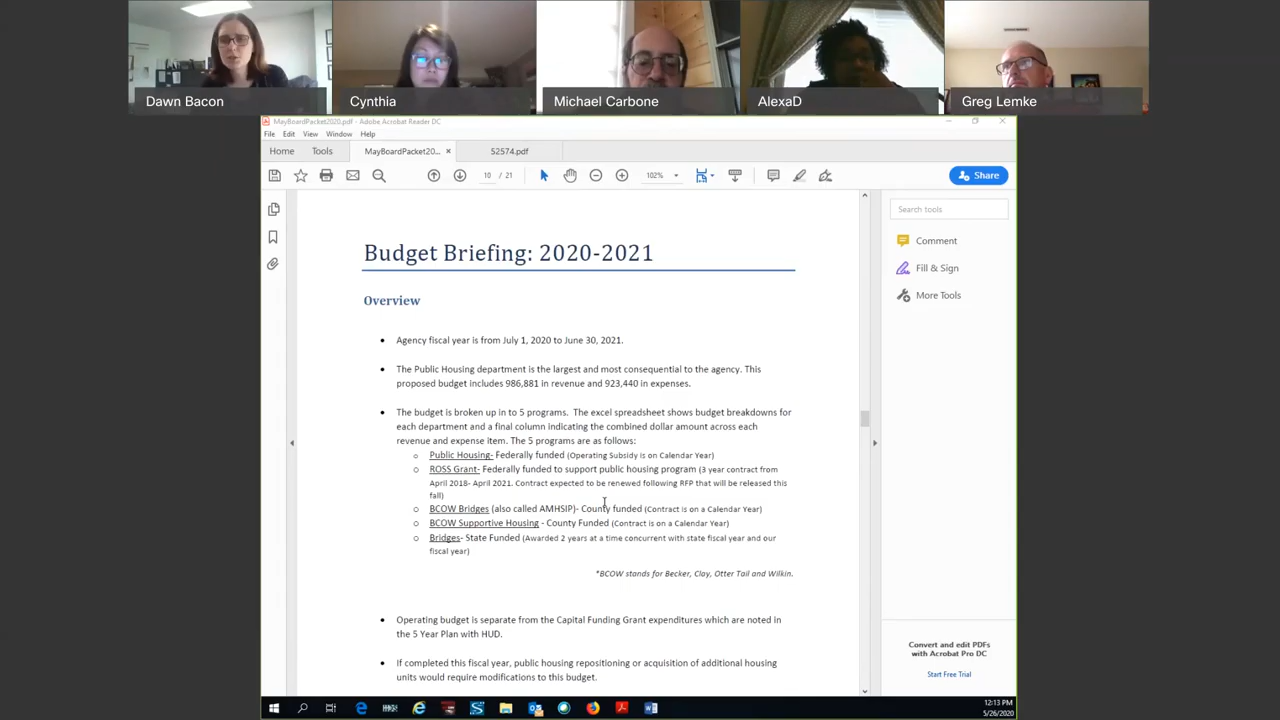 Dawn Bacon
Cynthia
Michael Carbone
AlexaD
Greg Lemke
MayBoardPacket2020.pdf - Adobe Acrobat Reader DC
File Edit View Window Help
Home Tools MayBoardPacket20... × 52574.pdf
10 / 21 102% Share
Search tools
Comment
Fill & Sign
More Tools
Budget Briefing: 2020-2021
Overview
• Agency fiscal year is from July 1, 2020 to June 30, 2021.
• The Public Housing department is the largest and most consequential to the agency. This
proposed budget includes 986,881 in revenue and 923,440 in expenses.
• The budget is broken up in to 5 programs. The excel spreadsheet shows budget breakdowns for
each department and a final column indicating the combined dollar amount across each
revenue and expense item. The 5 programs are as follows:
o Public Housing- Federally funded (Operating Subsidy is on Calendar Year)
o ROSS Grant- Federally funded to support public housing program (3 year contract from
April 2018- April 2021. Contract expected to be renewed following RFP that will be released this
fall)
o BCOW Bridges (also called AMHSIP)- County funded (Contract is on a Calendar Year)
o BCOW Supportive Housing - County Funded (Contract is on a Calendar Year)
o Bridges- State Funded (Awarded 2 years at a time concurrent with state fiscal year and our
fiscal year)
*BCOW stands for Becker, Clay, Otter Tail and Wilkin.
• Operating budget is separate from the Capital Funding Grant expenditures which are noted in
the 5 Year Plan with HUD.
• If completed this fiscal year, public housing repositioning or acquisition of additional housing
units would require modifications to this budget.
Convert and edit PDFs
with Acrobat Pro DC
Start Free Trial
12:13 PM
5/26/2020